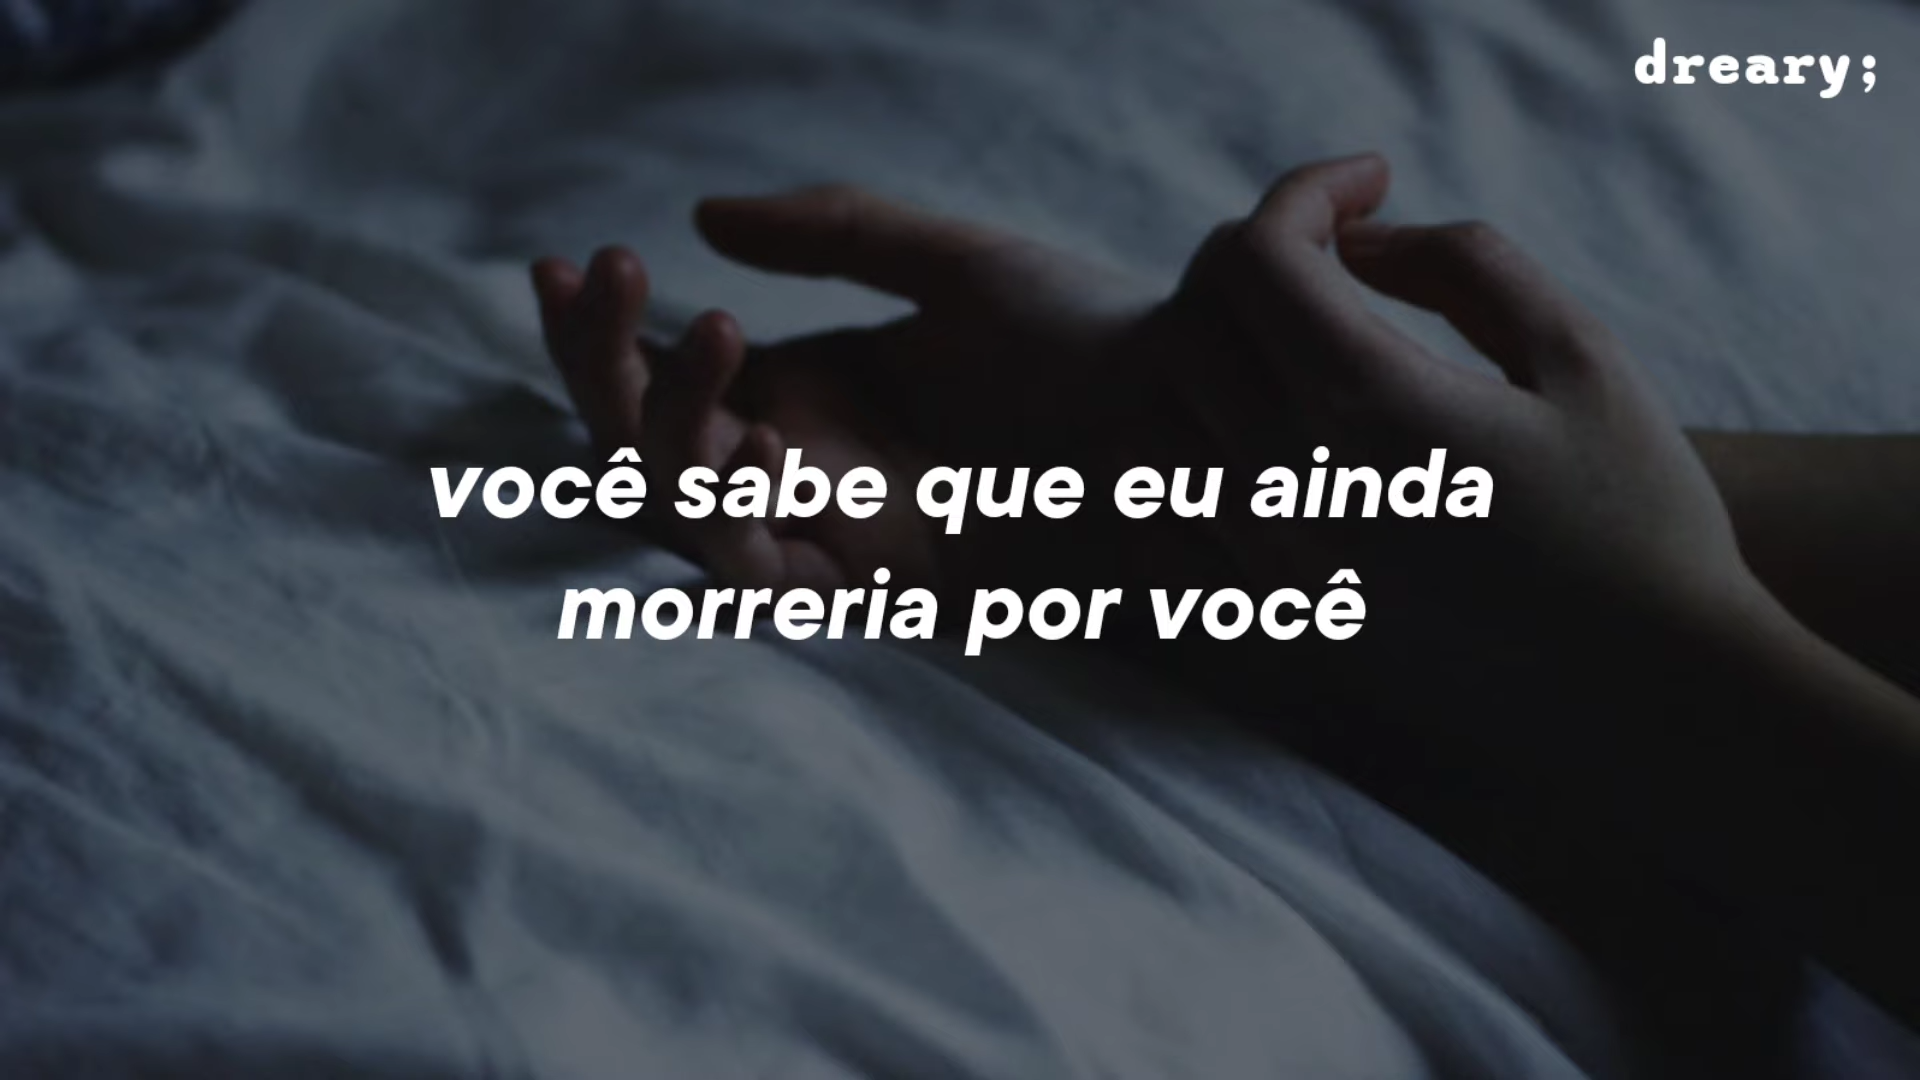 dreary;
você sabe que eu ainda
morreria por você